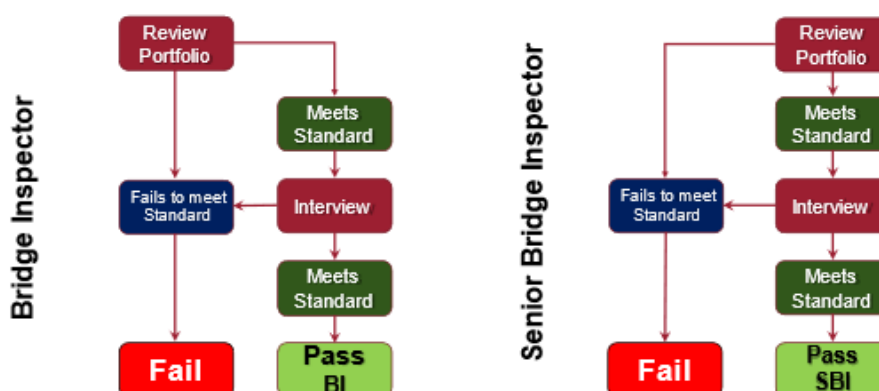 Bridge Inspector
Review
Portfolio
Meets
Standard
Fails to meet
Standard
Interview
Meets
Standard
Fail
Pass
BI
Senior Bridge Inspector
Review
Portfolio
Meets
Standard
Fails to meet
Standard
Interview
Meets
Standard
Fail
Pass
SBI